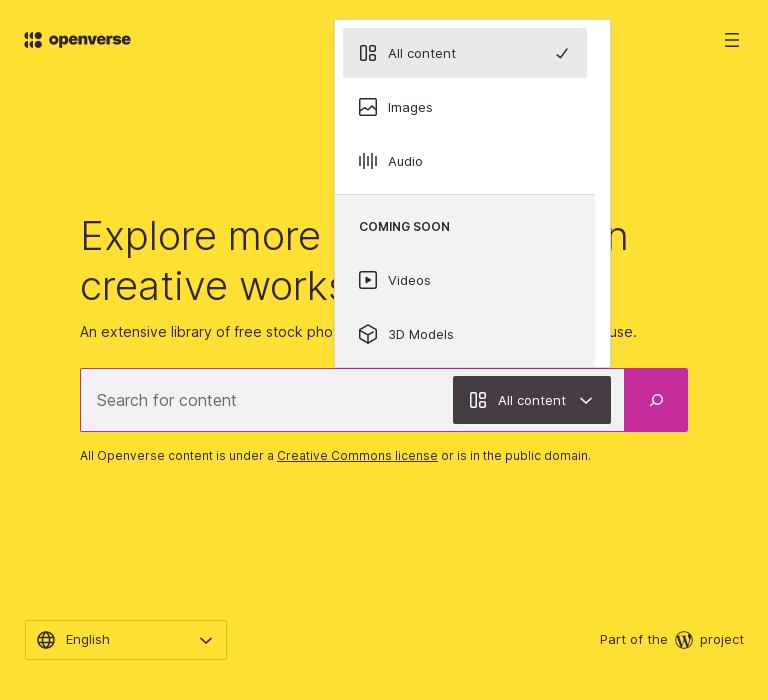 openverse
All content
Images
Audio
COMING SOON
Videos
3D Models
Explore more n
creative works
An extensive library of free stock pho use.
Search for content
All content
All Openverse content is under a Creative Commons license or is in the public domain.
English
Part of the project